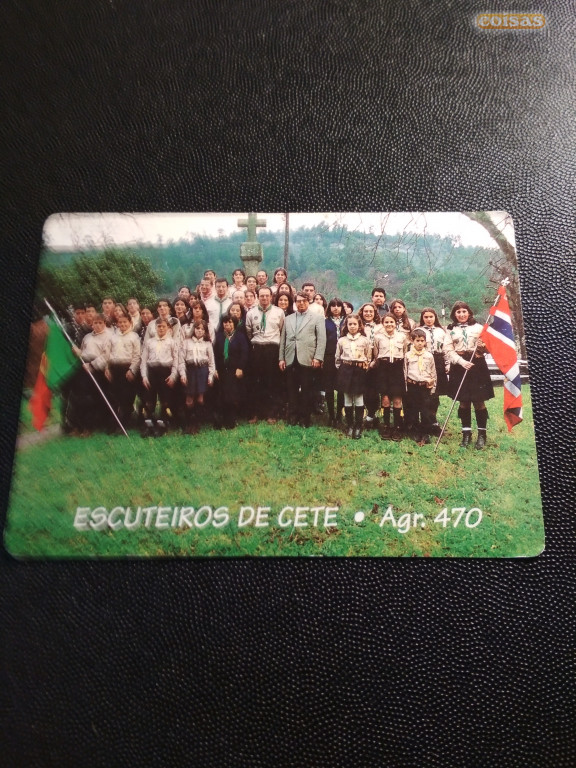 coisas
ESCUTEIROS DE CETE • Agr. 470